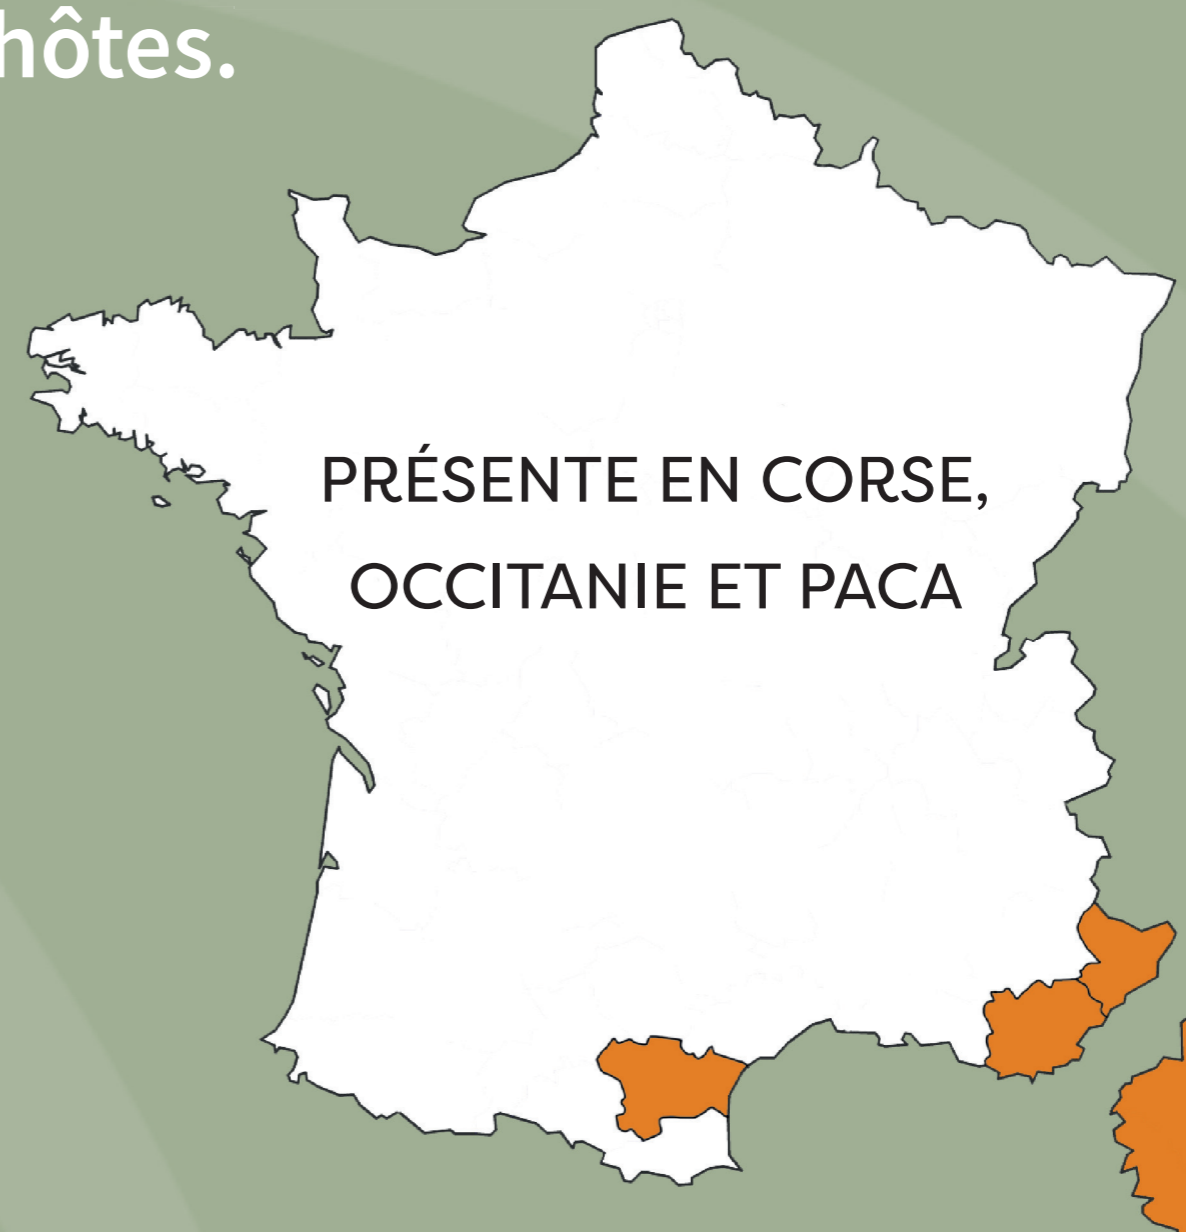 hôtes.
PRÉSENTE EN CORSE,
OCCITANIE ET PACA